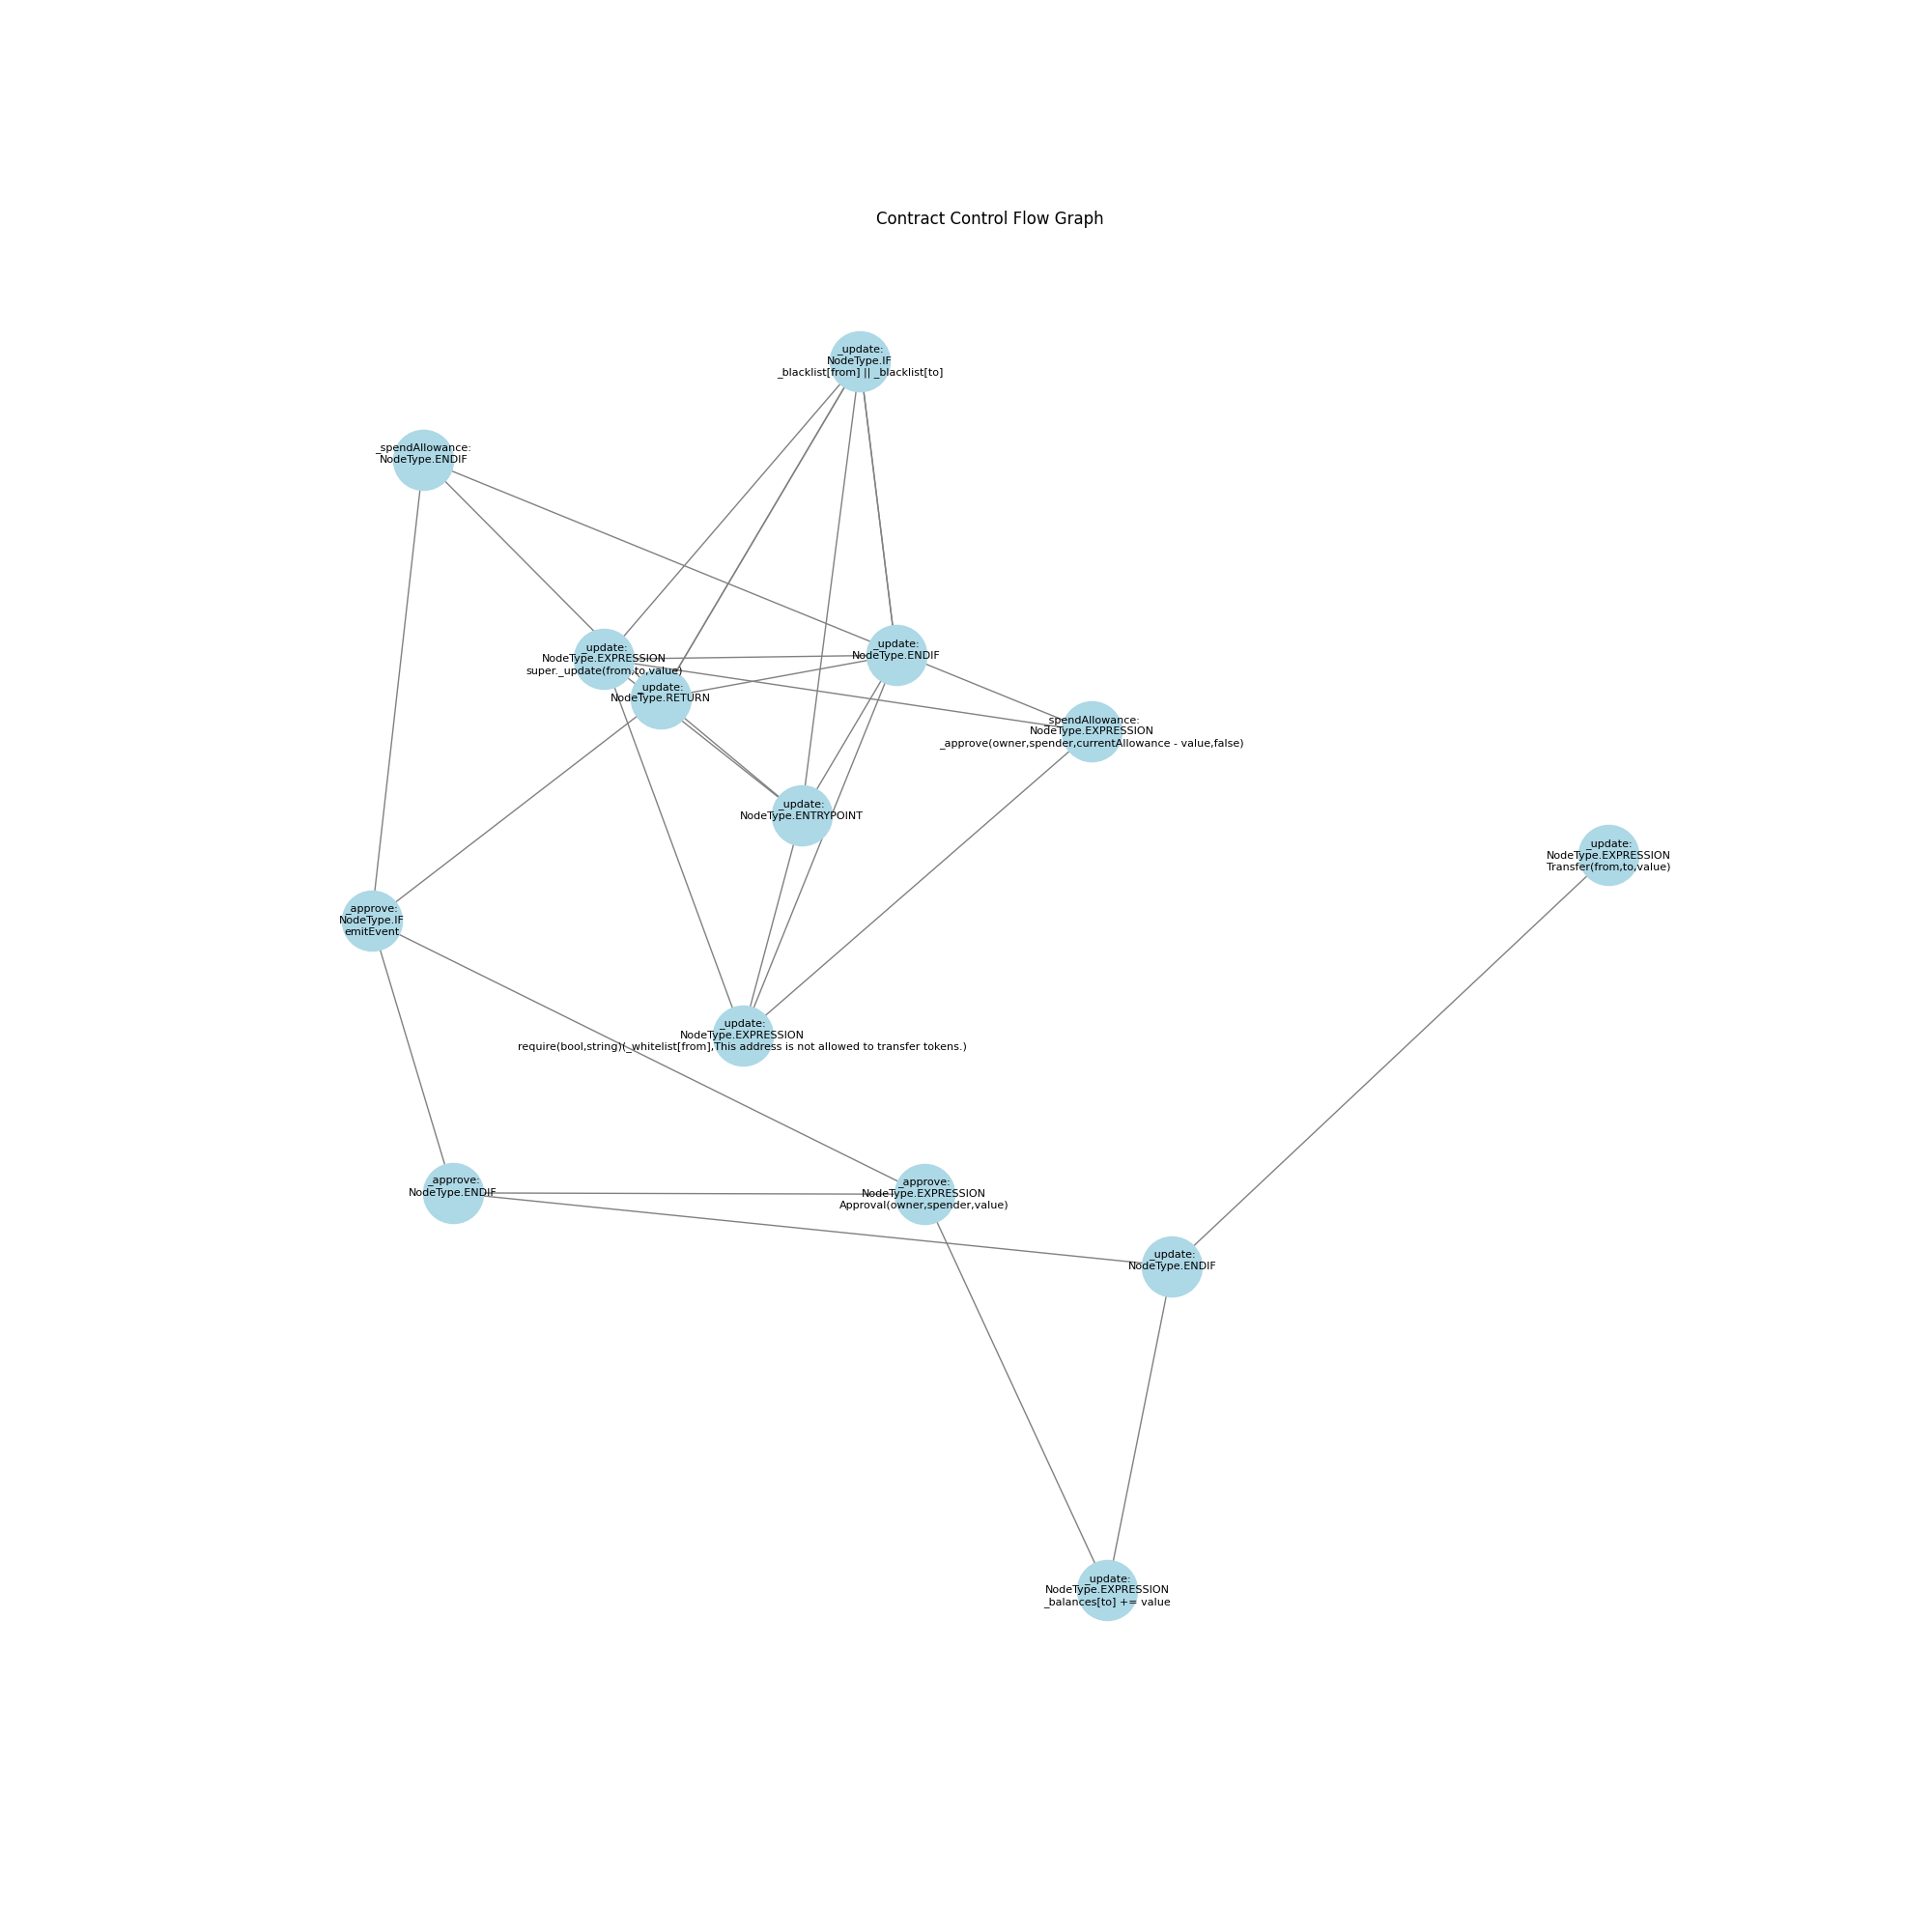 Contract Control Flow Graph
_update:
NodeType.IF
_blacklist[from] || _blacklist[to]
_spendAllowance:
NodeType.ENDIF
_update:
NodeType.EXPRESSION
super._update(from,to,value)
_update:
NodeType.ENDIF
_update:
NodeType.RETURN
_spendAllowance:
NodeType.EXPRESSION
_approve(owner,spender,currentAllowance - value,false)
_update:
NodeType.ENTRYPOINT
_update:
NodeType.EXPRESSION
Transfer(from,to,value)
_approve:
NodeType.IF
emitEvent
_update:
NodeType.EXPRESSION
require(bool,string)(_whitelist[from],This address is not allowed to transfer tokens.)
_approve:
NodeType.ENDIF
_approve:
NodeType.EXPRESSION
Approval(owner,spender,value)
_update:
NodeType.ENDIF
_update:
NodeType.EXPRESSION
_balances[to] += value